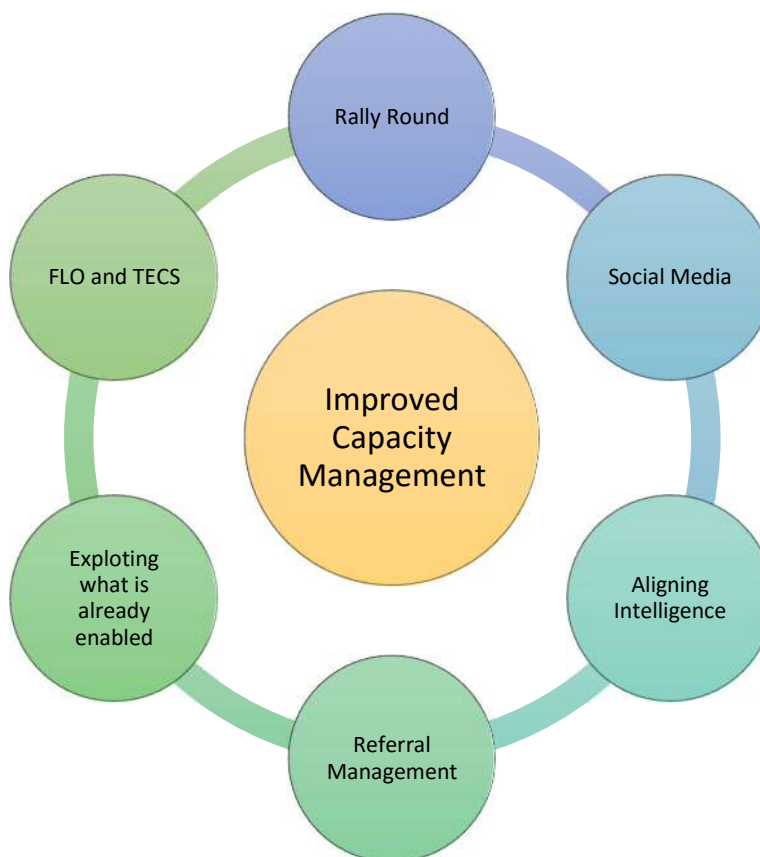 Rally Round
FLO and TECS
Social Media
Improved
Capacity
Management
Exploting
what is
already
enabled
Aligning
Intelligence
Referral
Management